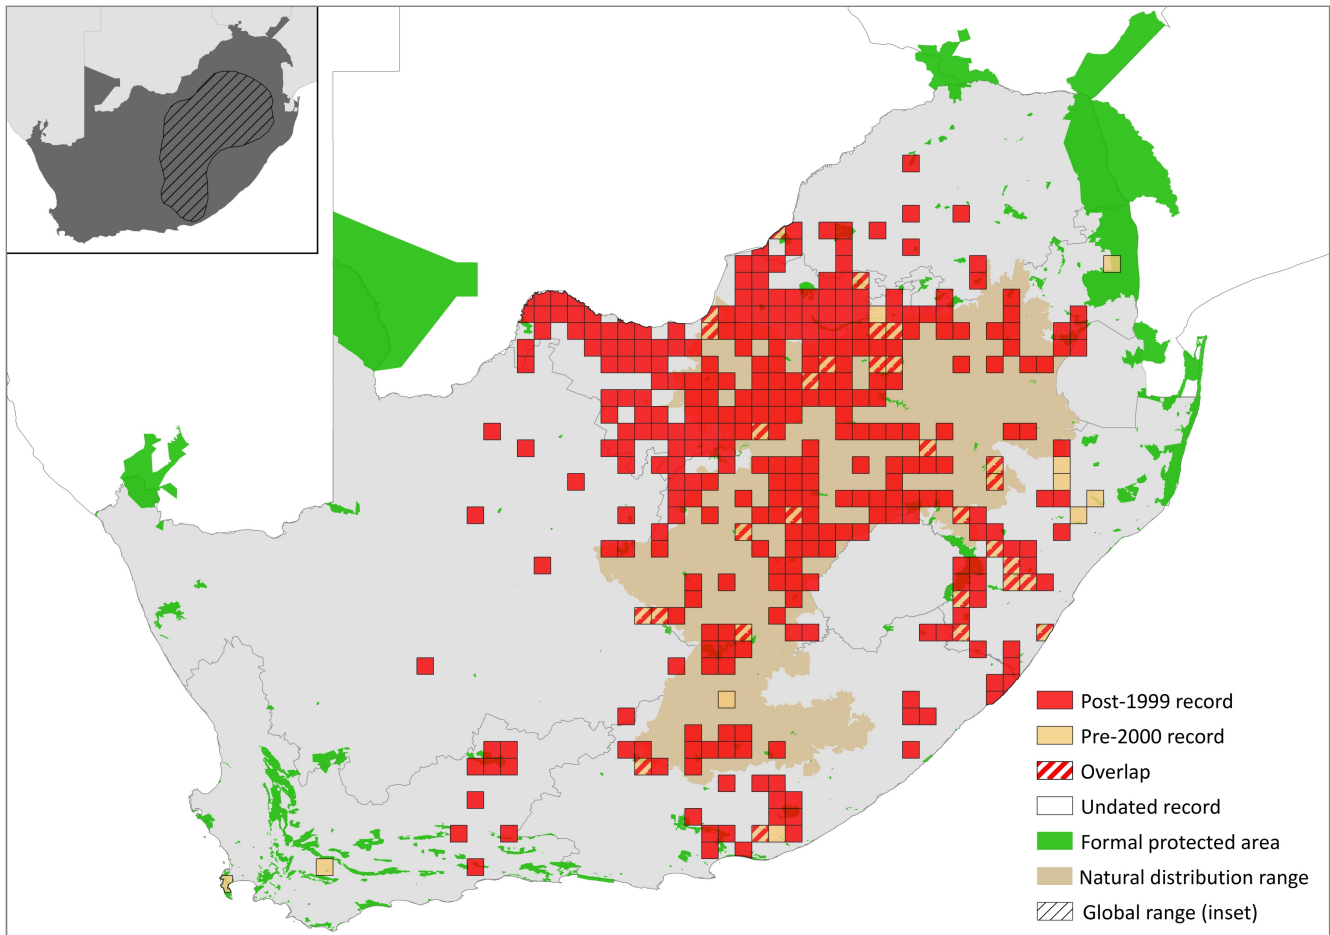 Post-1999 record
Pre-2000 record
Overlap
Undated record
Formal protected area
Natural distribution range
Global range (inset)